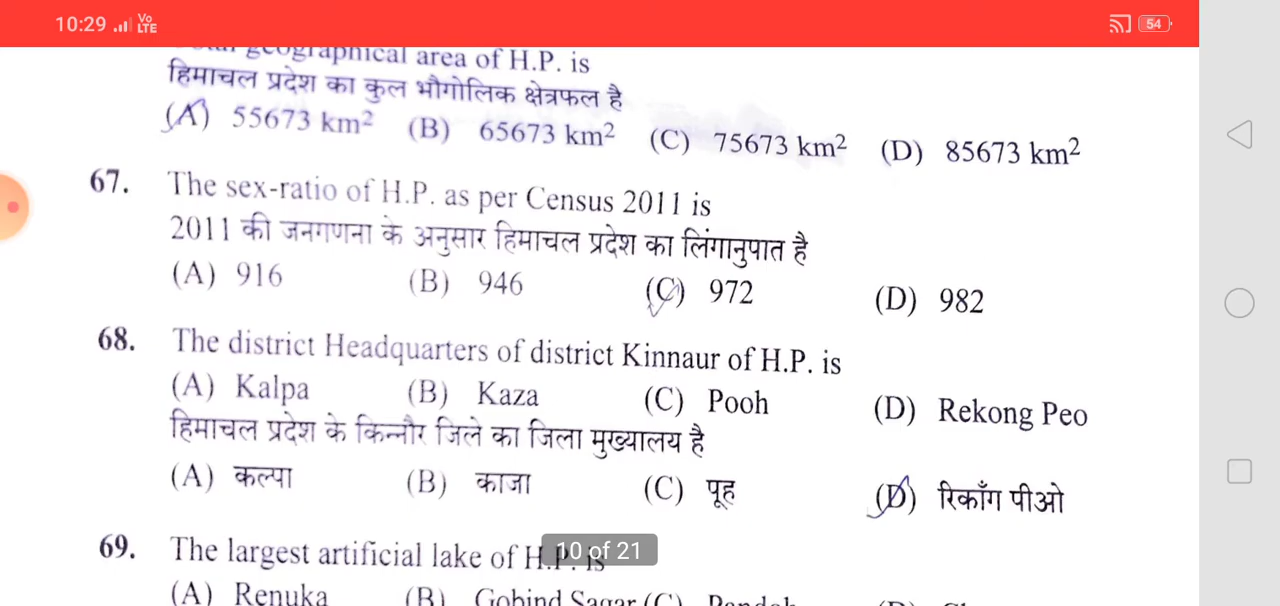 10:29 Vo LTE 54
geographical area of H.P. is
हिमाचल प्रदेश का कुल भौगोलिक क्षेत्रफल है
(A) 55673 km² (B) 65673 km² (C) 75673 km² (D) 85673 km²
67. The sex-ratio of H.P. as per Census 2011 is
2011 की जनगणना के अनुसार हिमाचल प्रदेश का लिंगानुपात है
(A) 916 (B) 946 (C) 972 (D) 982
68. The district Headquarters of district Kinnaur of H.P. is
(A) Kalpa (B) Kaza (C) Pooh (D) Rekong Peo
हिमाचल प्रदेश के किन्नौर जिले का जिला मुख्यालय है
(A) कल्पा (B) काजा (C) पूह (D) रिकाँग पीओ
69. The largest artificial lake of H.P. is
10 of 21
(A) Renuka (B) Gobind Sagar (C)